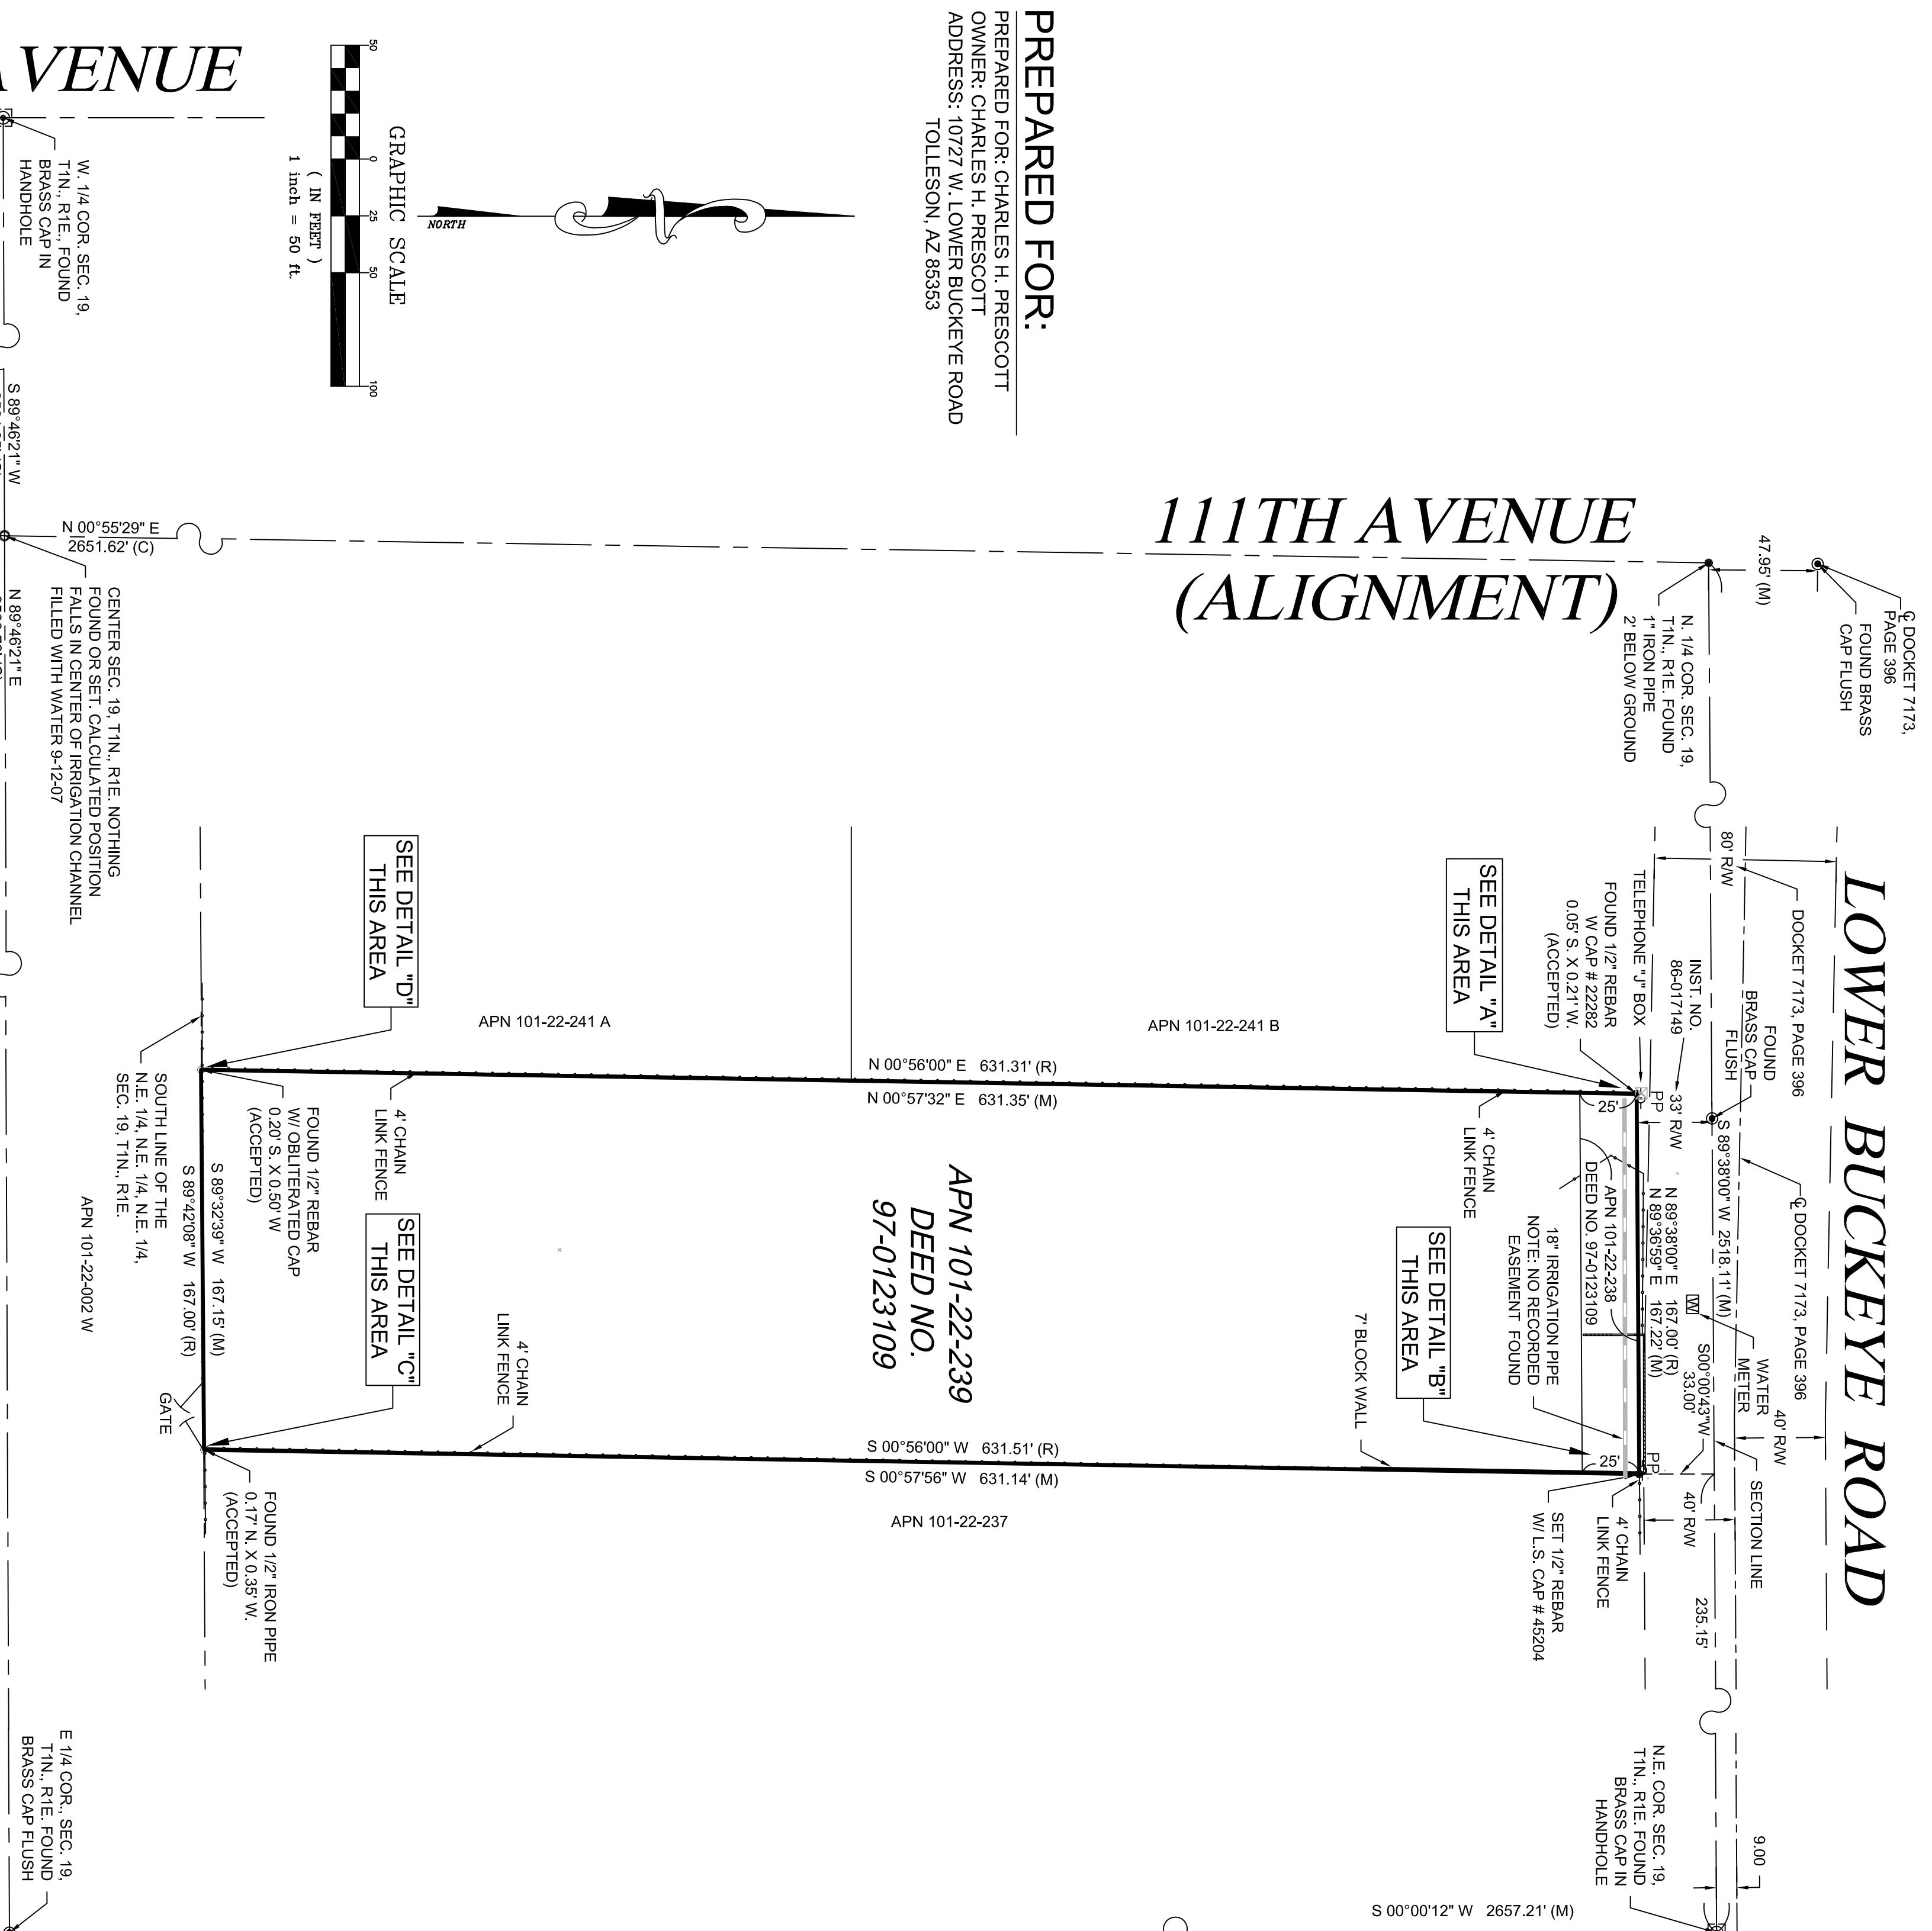 PREPARED FOR:
PREPARED FOR: CHARLES H. PRESCOTT
OWNER: CHARLES H. PRESCOTT
ADDRESS: 10727 W. LOWER BUCKEYE ROAD
TOLLESON, AZ 85353
NORTH
GRAPHIC SCALE
50 0 25 50 100
( IN FEET )
1 inch = 50 ft.
AVENUE
W. 1/4 COR. SEC. 19,
T1N., R1E., FOUND
BRASS CAP IN
HANDHOLE
S 89°46'21" W
N 00°55'29" E
2651.62' (C)
N 89°46'21" E
CENTER SEC. 19, T1N., R1E. NOTHING
FOUND OR SET. CALCULATED POSITION
FALLS IN CENTER OF IRRIGATION CHANNEL
FILLED WITH WATER 9-12-07
111TH AVENUE
(ALIGNMENT)
47.95' (M)
℄ DOCKET 7173,
PAGE 396
FOUND BRASS
CAP FLUSH
N. 1/4 COR. SEC. 19,
T1N., R1E. FOUND
1" IRON PIPE
2' BELOW GROUND
LOWER BUCKEYE ROAD
80' R/W
DOCKET 7173, PAGE 396
FOUND
BRASS CAP
FLUSH
INST. NO.
86-017149
33' R/W
TELEPHONE "J" BOX
FOUND 1/2" REBAR
W CAP # 22282
0.05' S. X 0.21' W.
(ACCEPTED)
SEE DETAIL "A"
THIS AREA
PP
S 89°38'00" W 2518.11' (M)
℄ DOCKET 7173, PAGE 396
N 89°38'00" E 167.00' (R)
N 89°36'59" E 167.22' (M)
W
WATER
METER
S00°00'43"W
33.00'
40' R/W
SECTION LINE
40' R/W
235.15'
PP
25'
25'
APN 101-22-238
DEED NO. 97-0123109
18" IRRIGATION PIPE
NOTE: NO RECORDED
EASEMENT FOUND
SEE DETAIL "B"
THIS AREA
7' BLOCK WALL
4' CHAIN
LINK FENCE
4' CHAIN
LINK FENCE
SET 1/2" REBAR
W/ L.S. CAP # 45204
APN 101-22-241 B
APN 101-22-241 A
N 00°56'00" E 631.31' (R)
N 00°57'32" E 631.35' (M)
APN 101-22-239
DEED NO.
97-0123109
S 00°56'00" W 631.51' (R)
S 00°57'56" W 631.14' (M)
APN 101-22-237
SEE DETAIL "D"
THIS AREA
4' CHAIN
LINK FENCE
FOUND 1/2" REBAR
W/ OBLITERATED CAP
0.20' S. X 0.50' W
(ACCEPTED)
SEE DETAIL "C"
THIS AREA
4' CHAIN
LINK FENCE
S 89°32'39" W 167.15' (M)
S 89°42'08" W 167.00' (R)
SOUTH LINE OF THE
N.E. 1/4, N.E. 1/4, N.E. 1/4,
SEC. 19, T1N., R1E.
GATE
APN 101-22-002 W
FOUND 1/2" IRON PIPE
0.17' N. X 0.35' W.
(ACCEPTED)
N.E. COR. SEC. 19,
T1N., R1E. FOUND
BRASS CAP IN
HANDHOLE
9.00
S 00°00'12" W 2657.21' (M)
E 1/4 COR., SEC. 19,
T1N., R1E. FOUND
BRASS CAP FLUSH